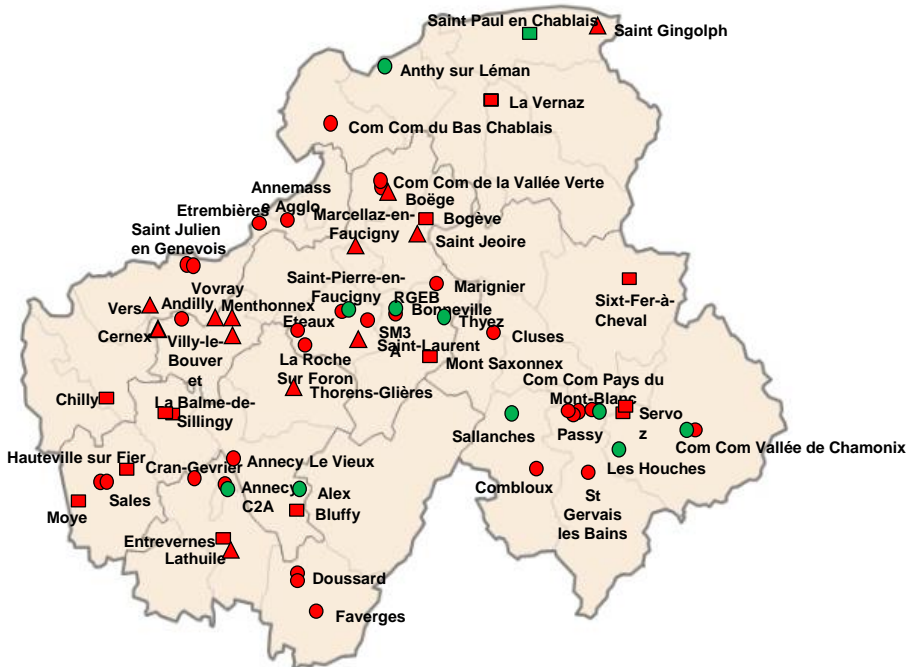 Saint Paul en Chablais
Saint Gingolph
Anthy sur Léman
La Vernaz
Com Com du Bas Chablais
Com Com de la Vallée Verte
Boëge
Annemass
e Agglo
Etrembières
Marcellaz-en-
Faucigny
Bogève
Saint Jeoire
Saint Julien
en Genevois
Vovray
Saint-Pierre-en-
Faucigny
RGEB
Marignier
Sixt-Fer-à-
Cheval
Vers
Andilly
Menthonnex
Bonneville
Thyez
Cernex
Villy-le-
Bouver
et
Eteaux
SM3
A
Saint-Laurent
Cluses
La Roche
Sur Foron
Mont Saxonnex
Thorens-Glières
Com Com Pays du
Mont-Blanc
Chilly
La Balme-de-
Sillingy
Sallanches
Passy
Servo
z
Com Com Vallée de Chamonix
Hauteville sur Fier
Cran-Gevrier
Annecy Le Vieux
Les Houches
Combloux
Sales
Moye
Annecy
C2A
Alex
Bluffy
St
Gervais
les Bains
Entrevernes
Lathuile
Doussard
Faverges